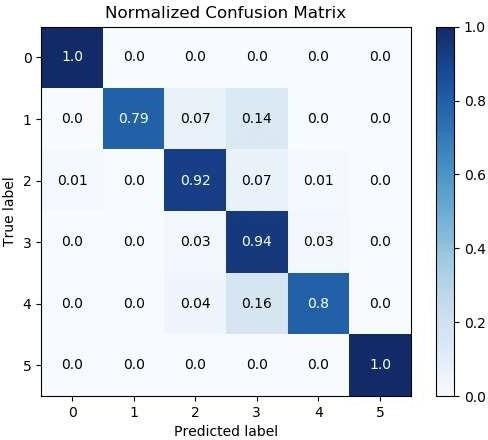 Normalized Confusion Matrix
0 1.0 0.0 0.0 0.0 0.0 0.0
1 0.0 0.79 0.07 0.14 0.0 0.0
2 0.01 0.0 0.92 0.07 0.01 0.0
3 0.0 0.0 0.03 0.94 0.03 0.0
4 0.0 0.0 0.04 0.16 0.8 0.0
5 0.0 0.0 0.0 0.0 0.0 1.0
0 1 2 3 4 5
True label
Predicted label
1.0
0.8
0.6
0.4
0.2
0.0